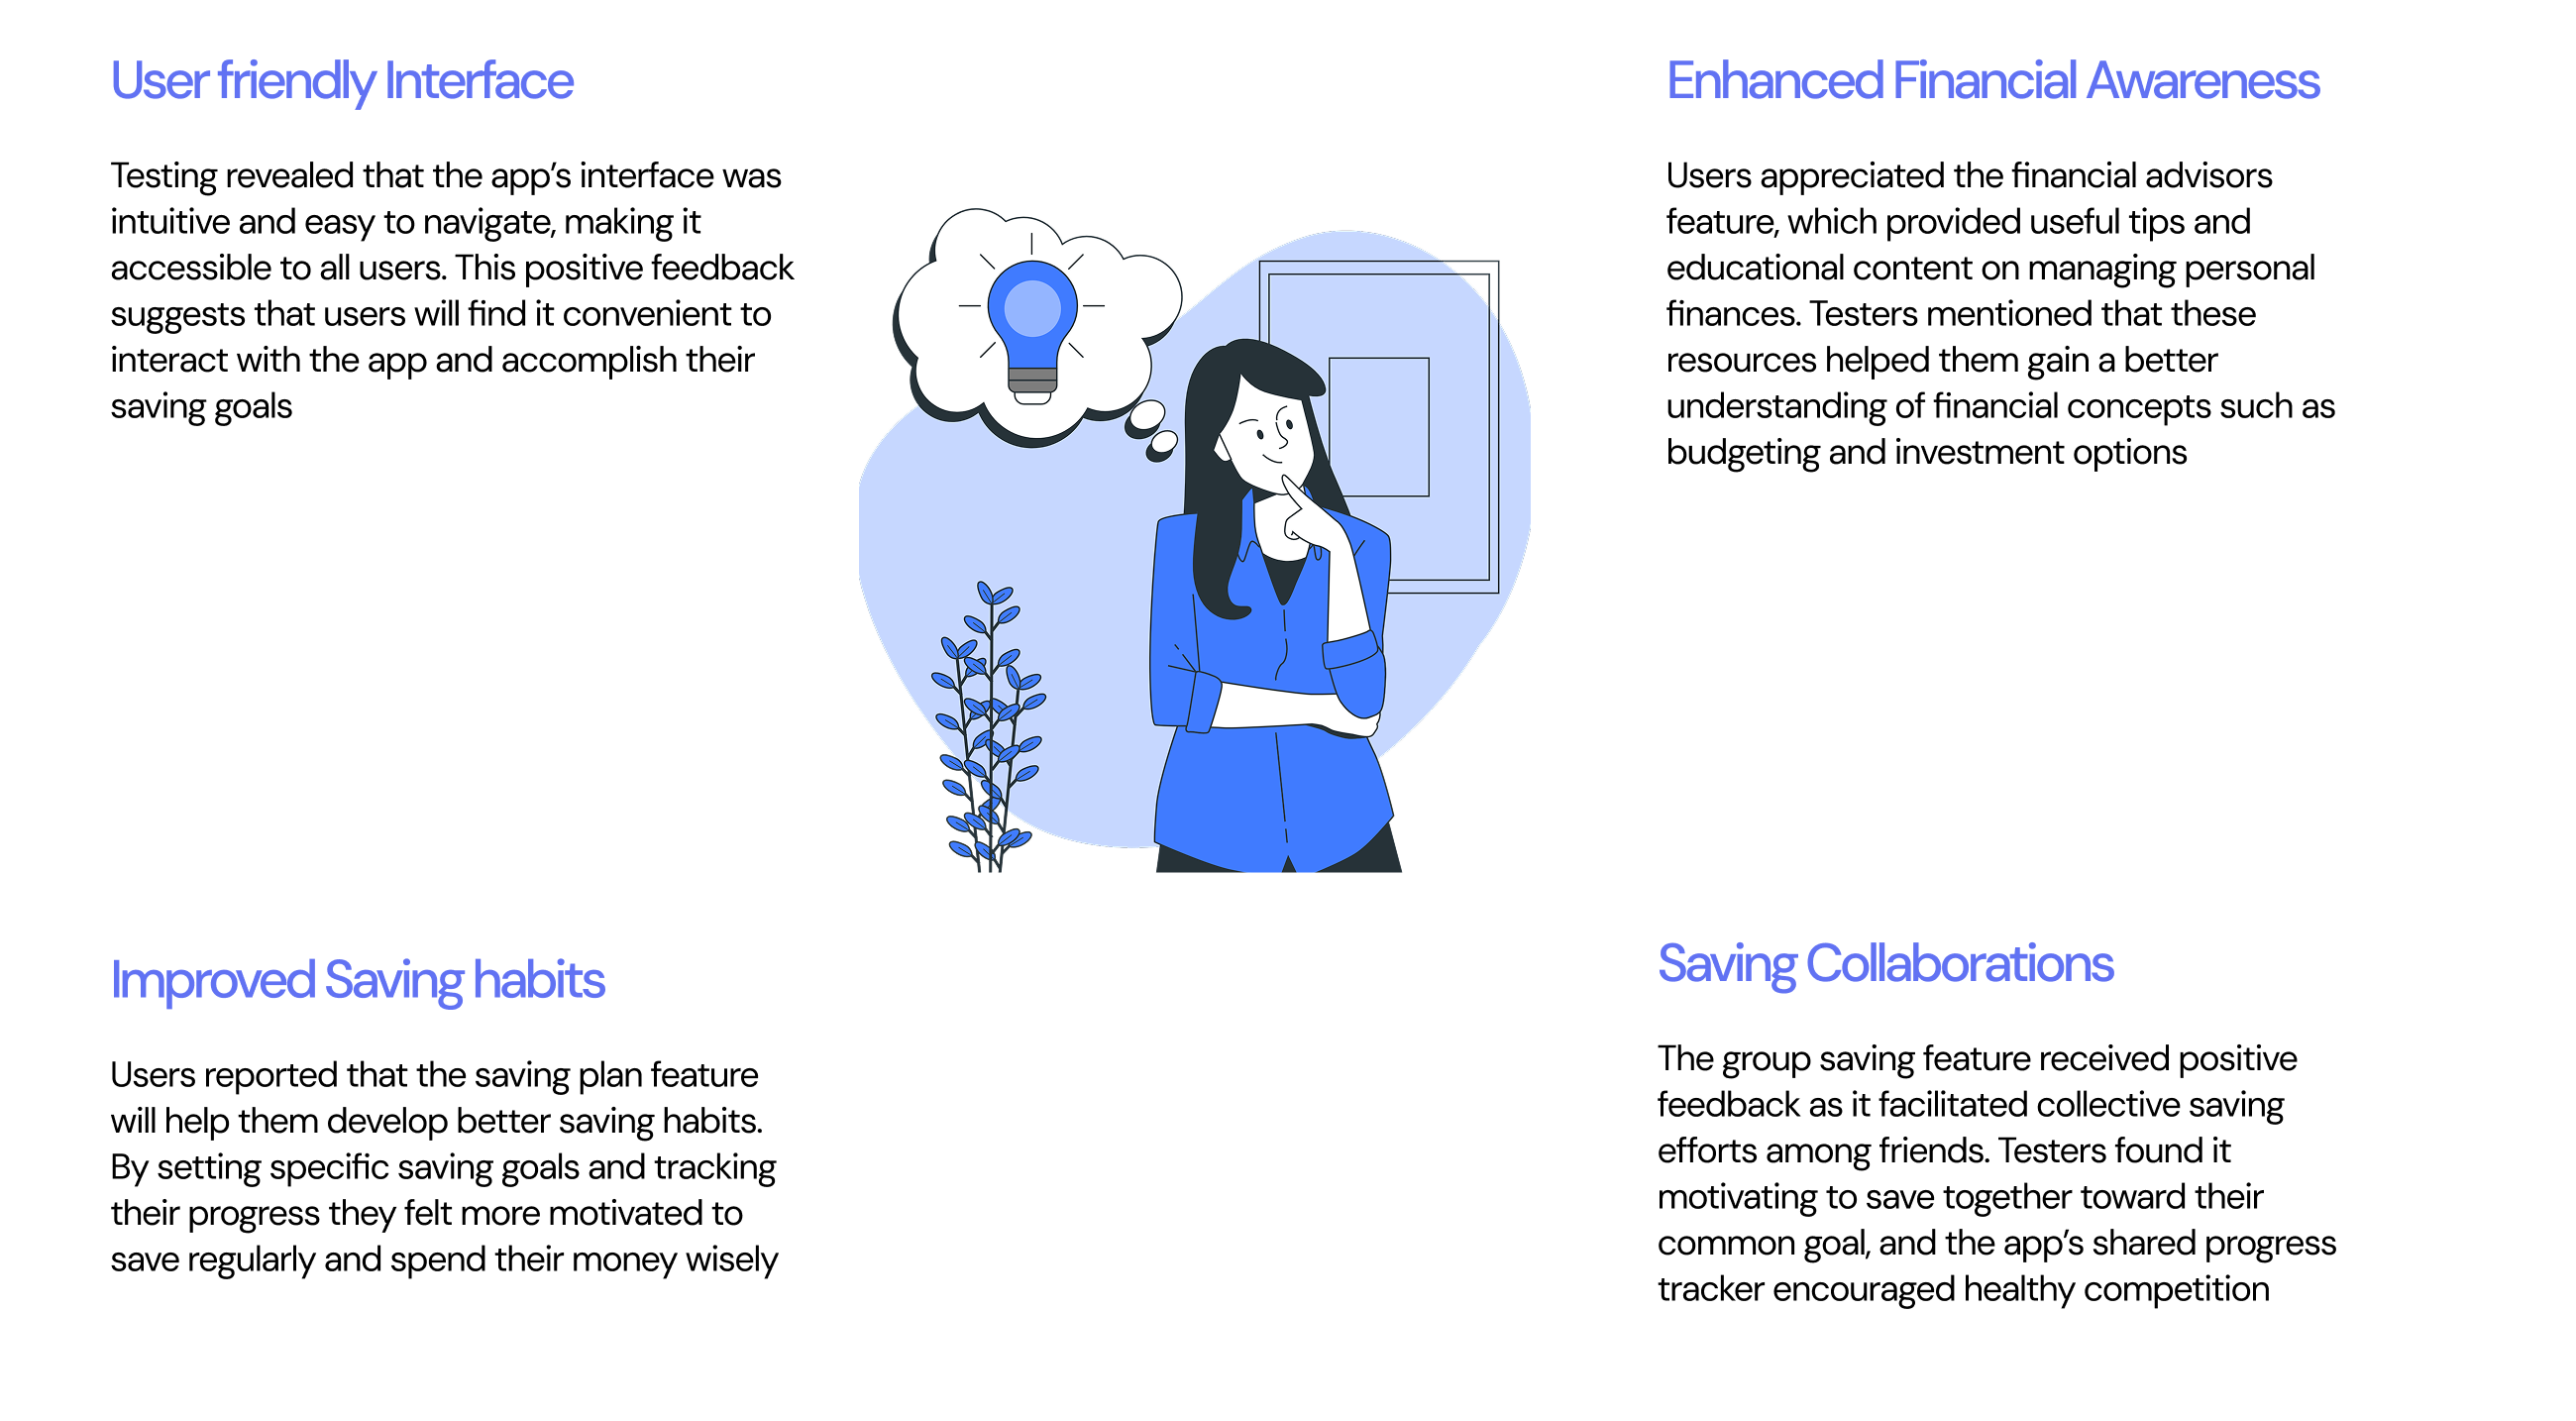 User friendly Interface
Testing revealed that the app's interface was
intuitive and easy to navigate, making it
accessible to all users. This positive feedback
suggests that users will find it convenient to
interact with the app and accomplish their
saving goals
Enhanced Financial Awareness
Users appreciated the financial advisors
feature, which provided useful tips and
educational content on managing personal
finances. Testers mentioned that these
resources helped them gain a better
understanding of financial concepts such as
budgeting and investment options
Improved Saving habits
Users reported that the saving plan feature
will help them develop better saving habits.
By setting specific saving goals and tracking
their progress they felt more motivated to
save regularly and spend their money wisely
Saving Collaborations
The group saving feature received positive
feedback as it facilitated collective saving
efforts among friends. Testers found it
motivating to save together toward their
common goal, and the app's shared progress
tracker encouraged healthy competition